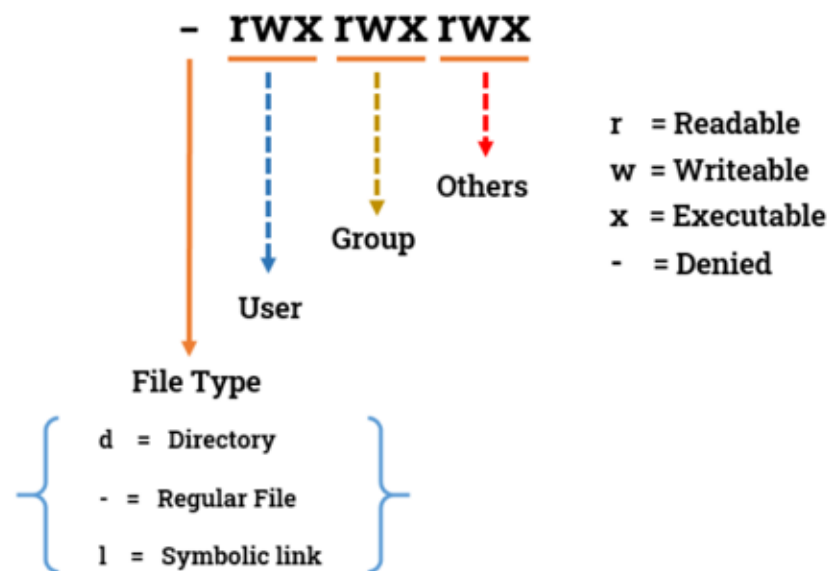 - rwx rwx rwx
r = Readable
w = Writeable
x = Executable
- = Denied
Others
Group
User
File Type
d = Directory
- = Regular File
l = Symbolic link